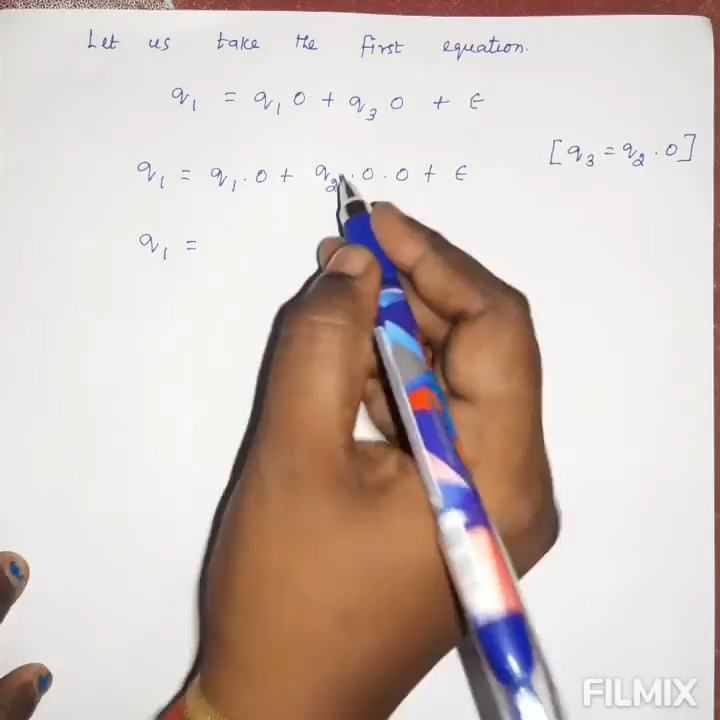 Let us take the first equation.
q₁ = q₁ 0 + q₃ 0 + ε
[q₃ = q₂ . 0]
q₁ = q₁ . 0 + q₂ . 0 . 0 + ε
q₁ =
FILMIX